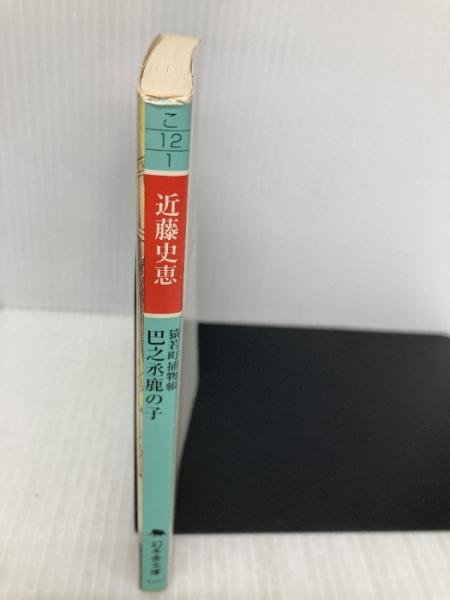 こ
12
1
近藤史恵
猿若町捕物帳
巴之丞鹿の子
幻冬舎文庫